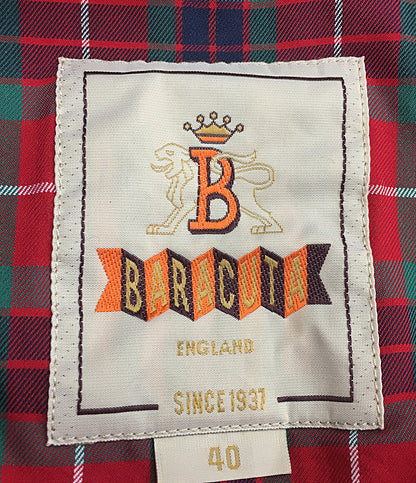 B
BARACUTA
ENGLAND
SINCE 1937
40